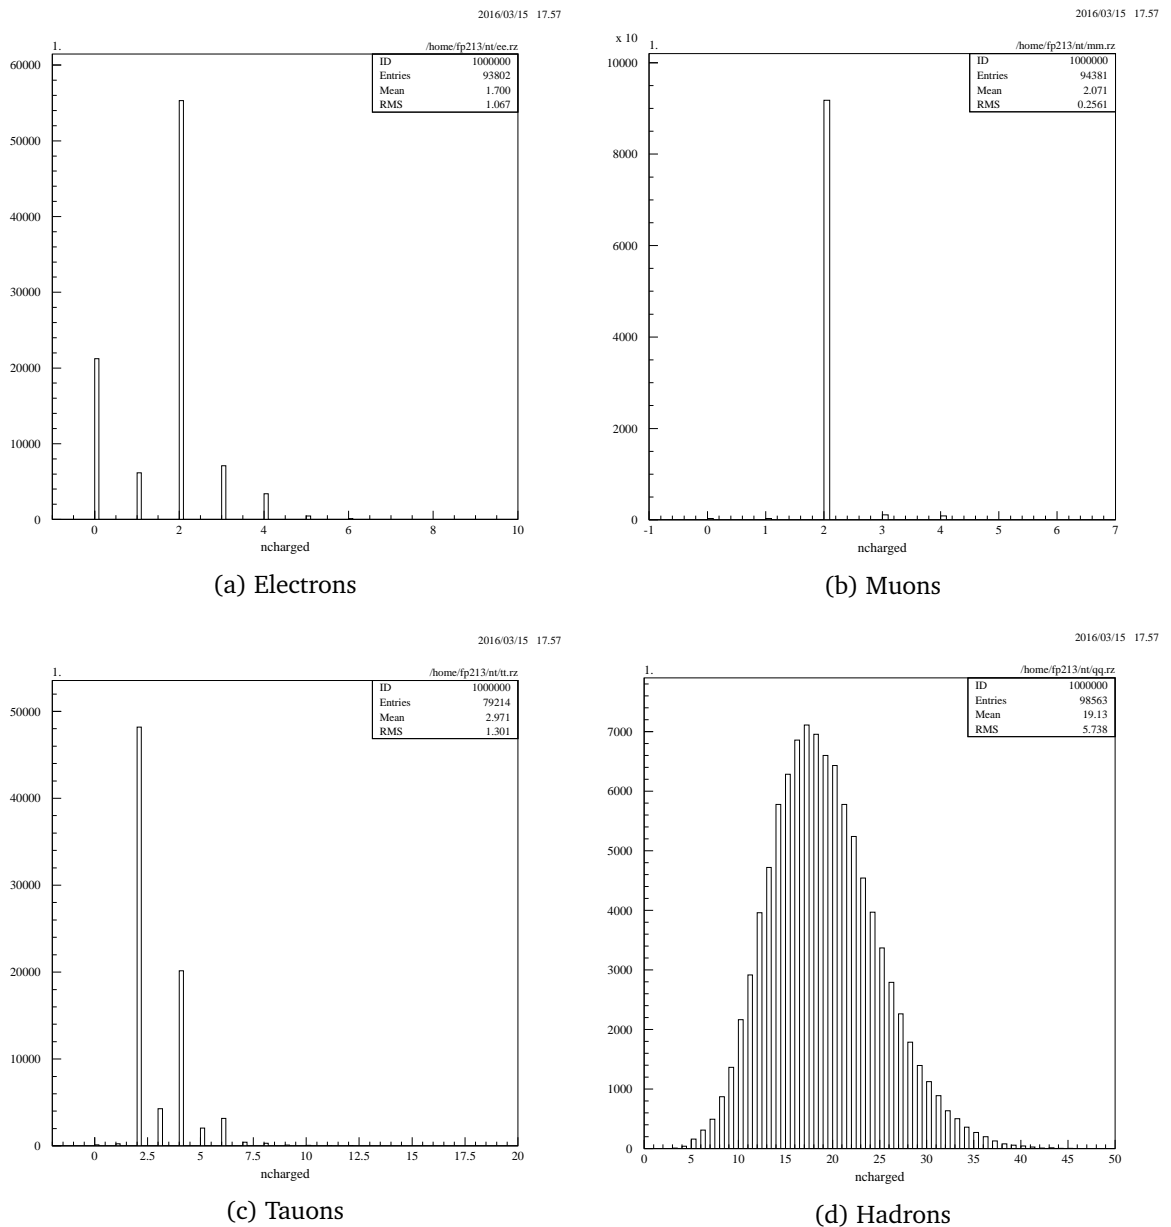 2016/03/15 17.57
1.
/home/fp213/nt/ee.rz
ID 1000000
Entries 93802
Mean 1.700
RMS 1.067
60000
50000
40000
30000
20000
10000
0
0 2 4 6 8 10
ncharged
(a) Electrons
2016/03/15 17.57
x 10
1.
/home/fp213/nt/mm.rz
ID 1000000
Entries 94381
Mean 2.071
RMS 0.2561
10000
8000
6000
4000
2000
0
-1 0 1 2 3 4 5 6 7
ncharged
(b) Muons
2016/03/15 17.57
1.
/home/fp213/nt/tt.rz
ID 1000000
Entries 79214
Mean 2.971
RMS 1.301
50000
40000
30000
20000
10000
0
0 2.5 5 7.5 10 12.5 15 17.5 20
ncharged
(c) Tauons
2016/03/15 17.57
1.
/home/fp213/nt/qq.rz
ID 1000000
Entries 98563
Mean 19.13
RMS 5.738
7000
6000
5000
4000
3000
2000
1000
0
0 5 10 15 20 25 30 35 40 45 50
ncharged
(d) Hadrons